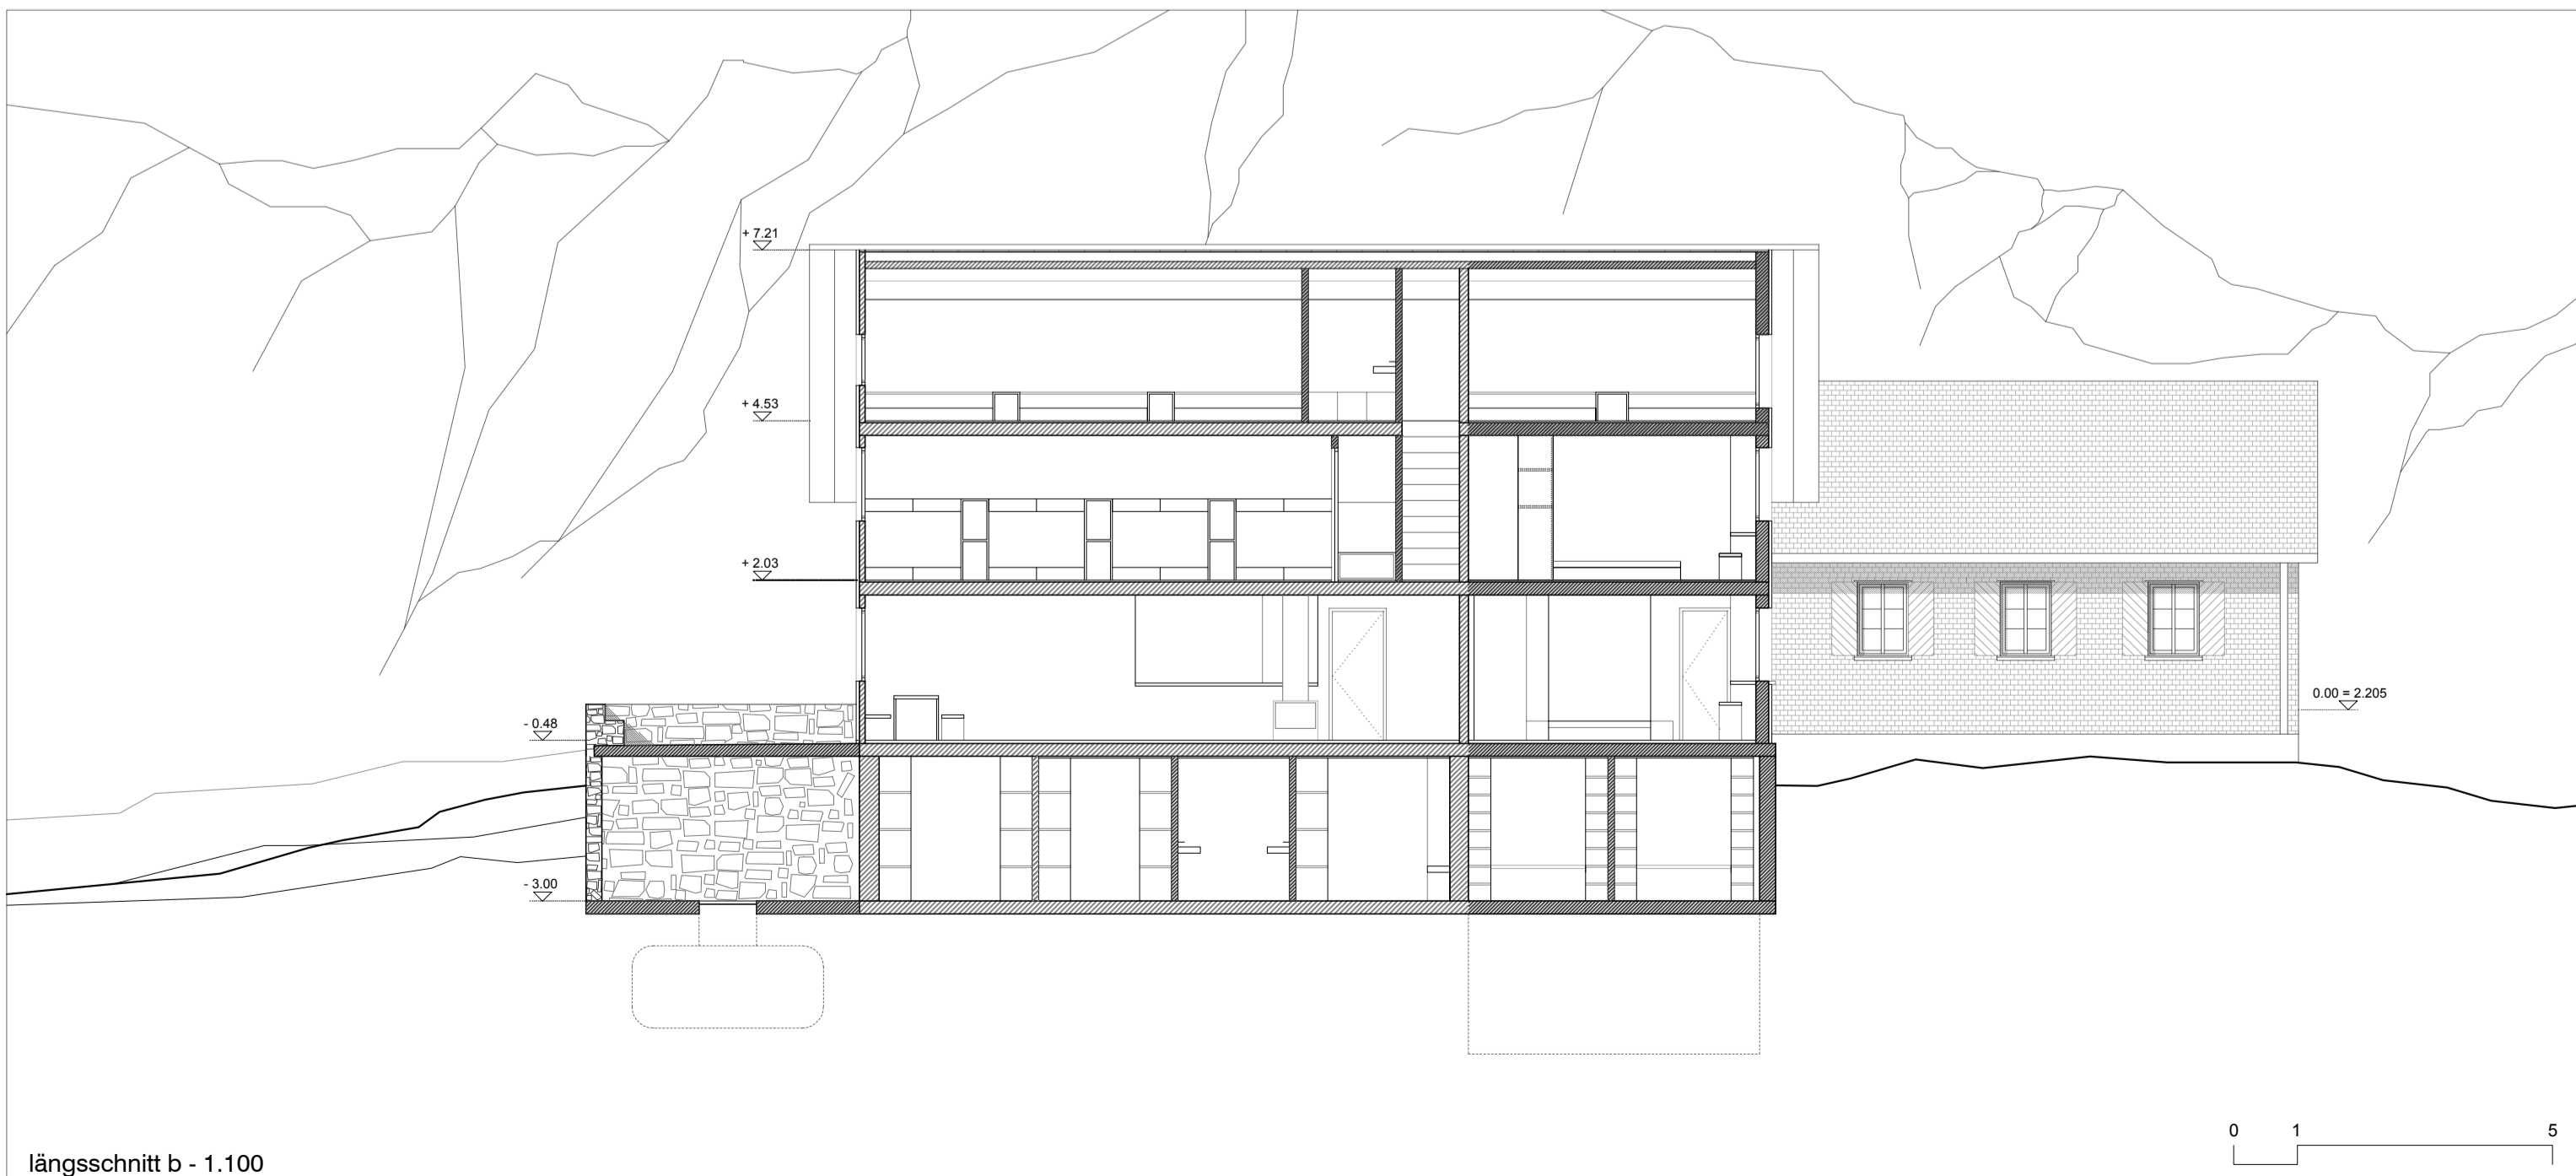 + 7.21
+ 4.53
+ 2.03
0.00 = 2.205
- 0.48
- 3.00
0 1 5
längsschnitt b - 1.100